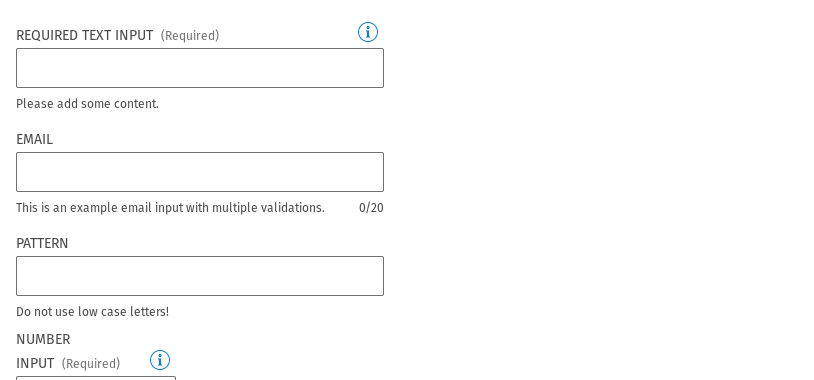 REQUIRED TEXT INPUT (Required)
Please add some content.
EMAIL
This is an example email input with multiple validations. 0/20
PATTERN
Do not use low case letters!
NUMBER
INPUT (Required)